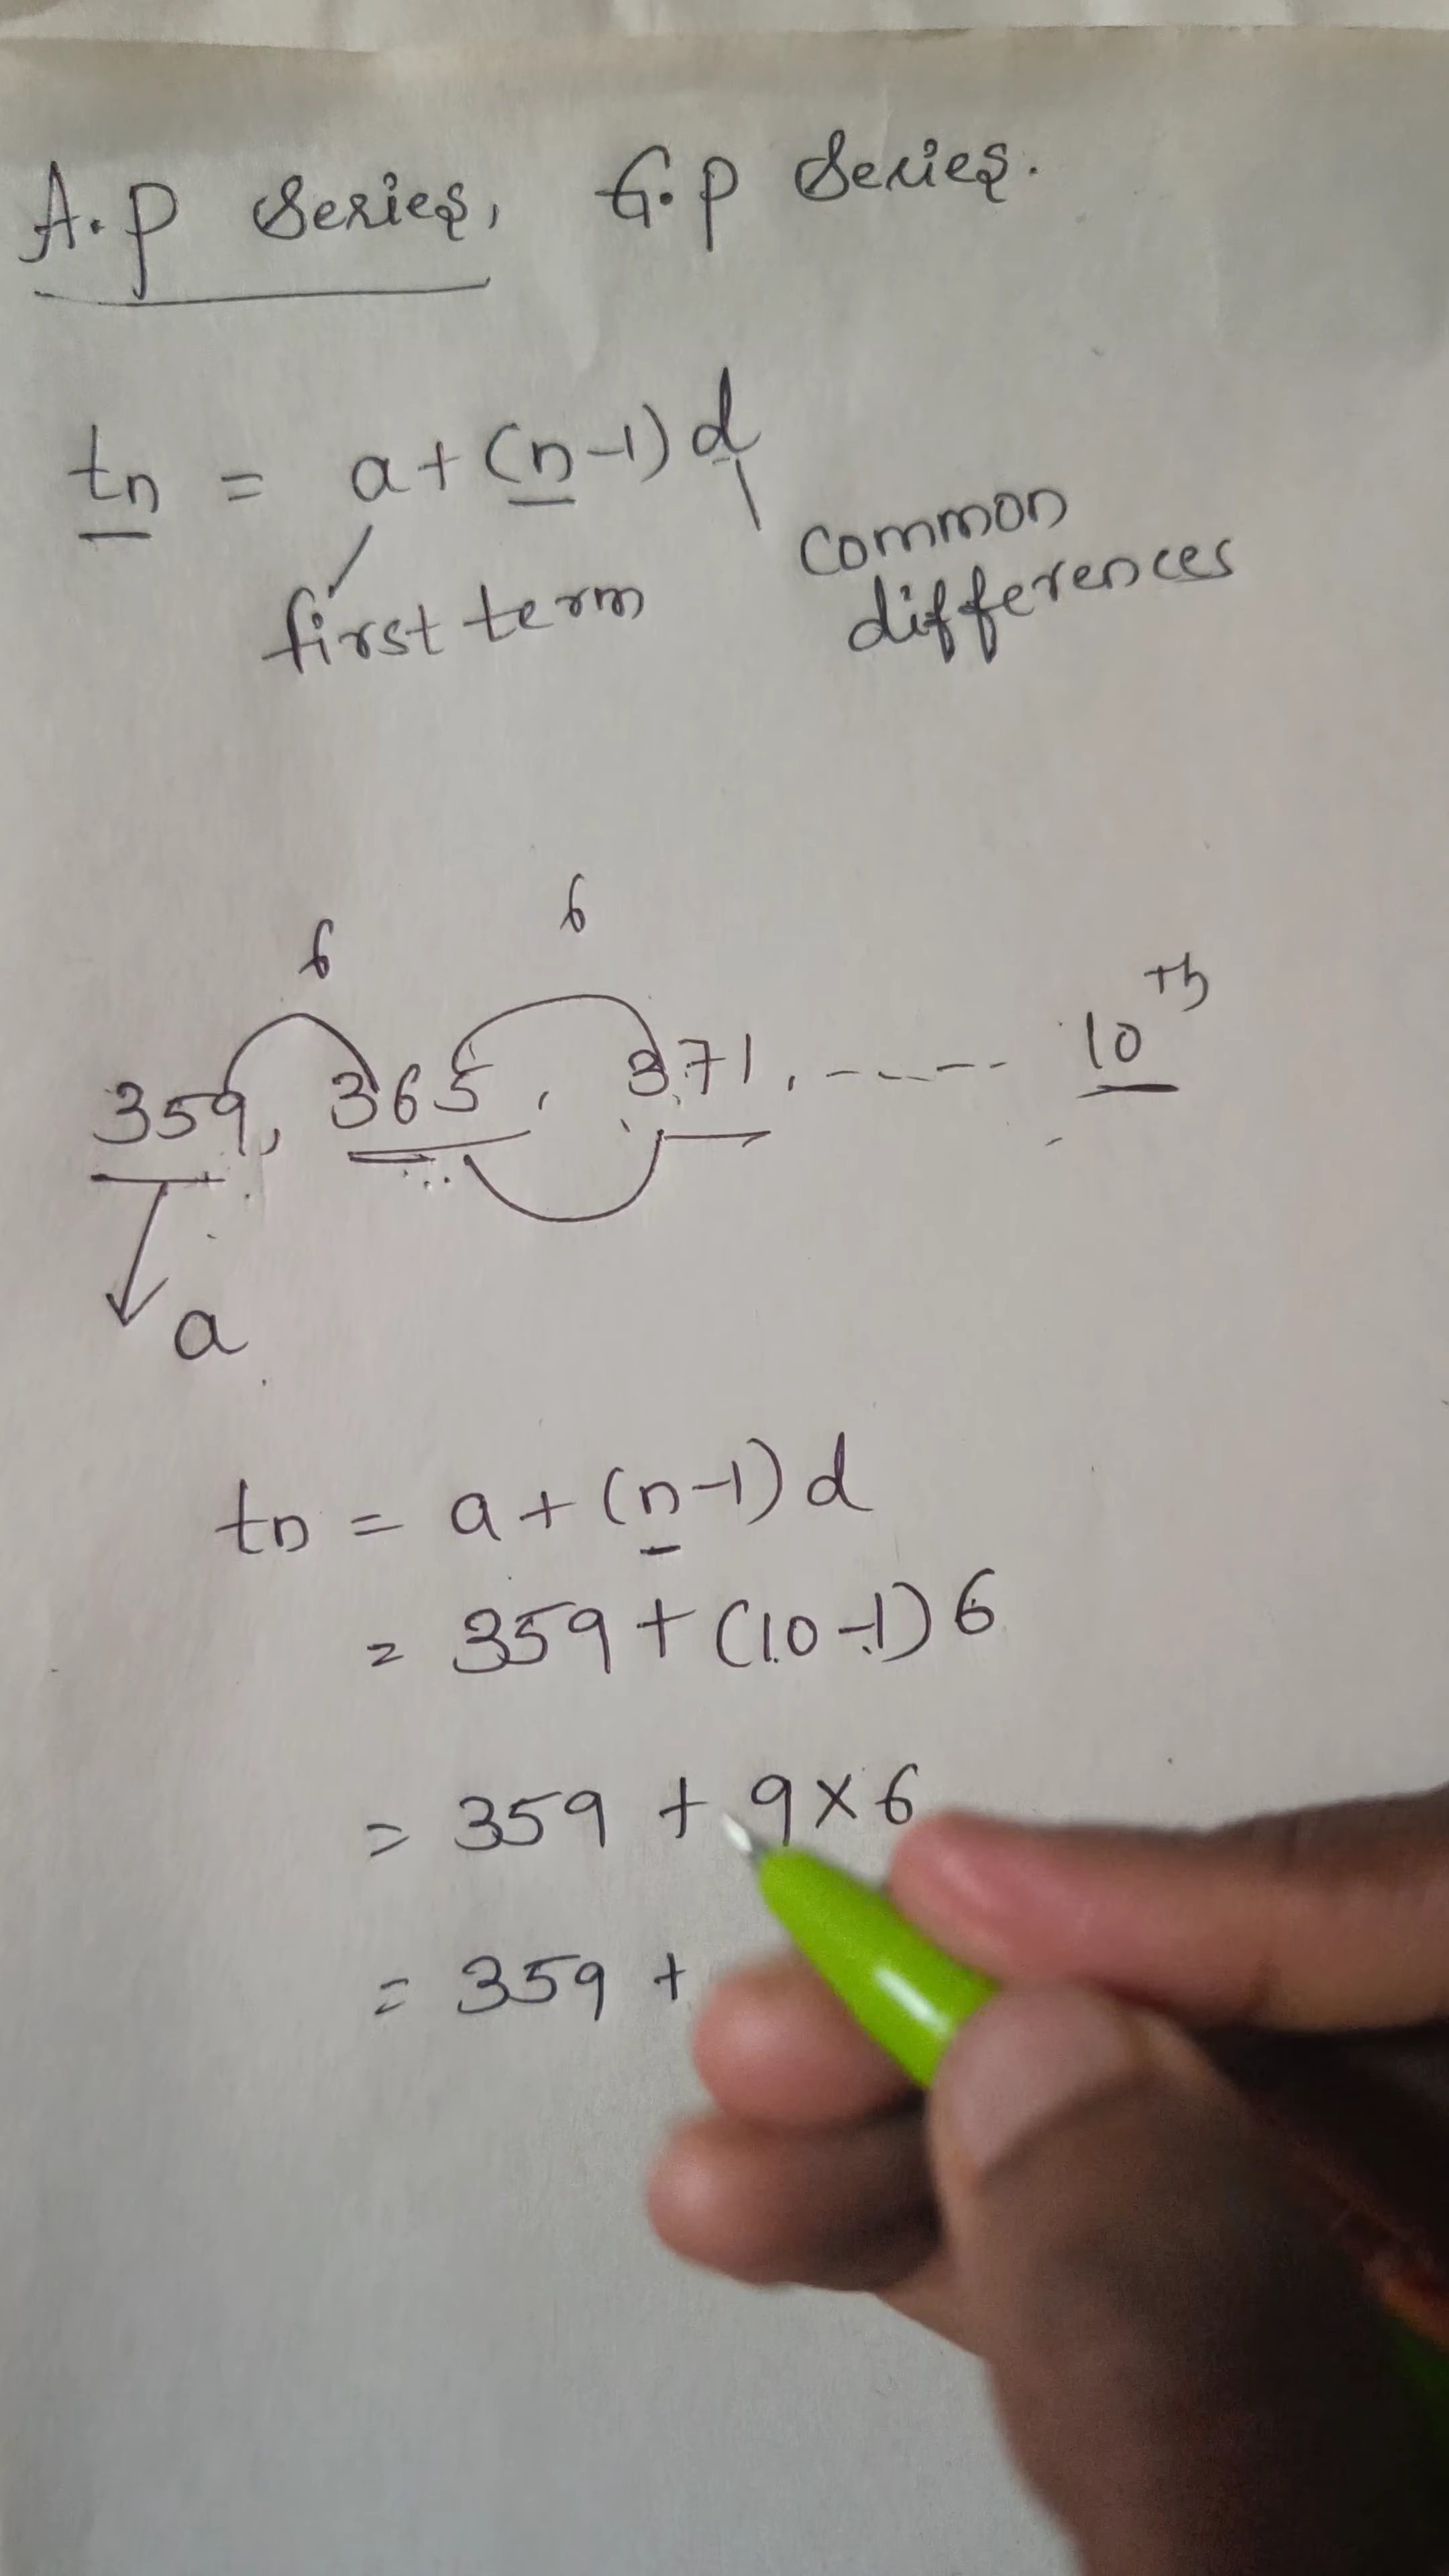 A.P Series, G.P Series.
tn = a + (n-1) d
first term
common
differences
6 6
359, 365, 371, ------ 10th
a
tn = a + (n-1) d
= 359 + (10-1) 6
= 359 + 9 × 6
= 359 +